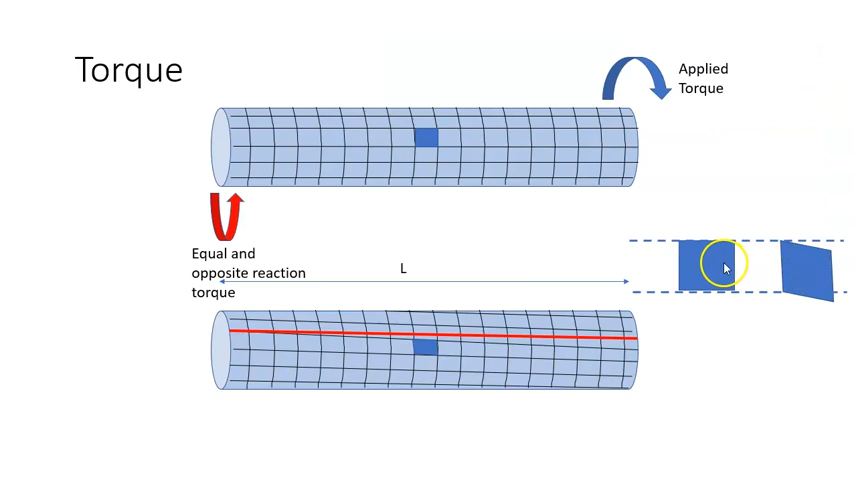 Torque
Applied
Torque
Equal and
opposite reaction
torque
L